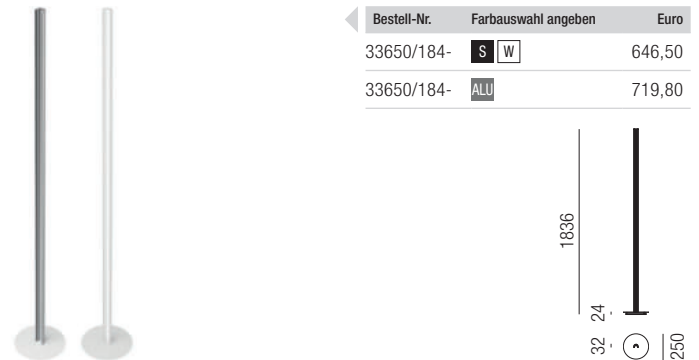 Bestell-Nr. Farbauswahl angeben Euro
33650/184- S W 646,50
33650/184- ALU 719,80
1836
24
32
250